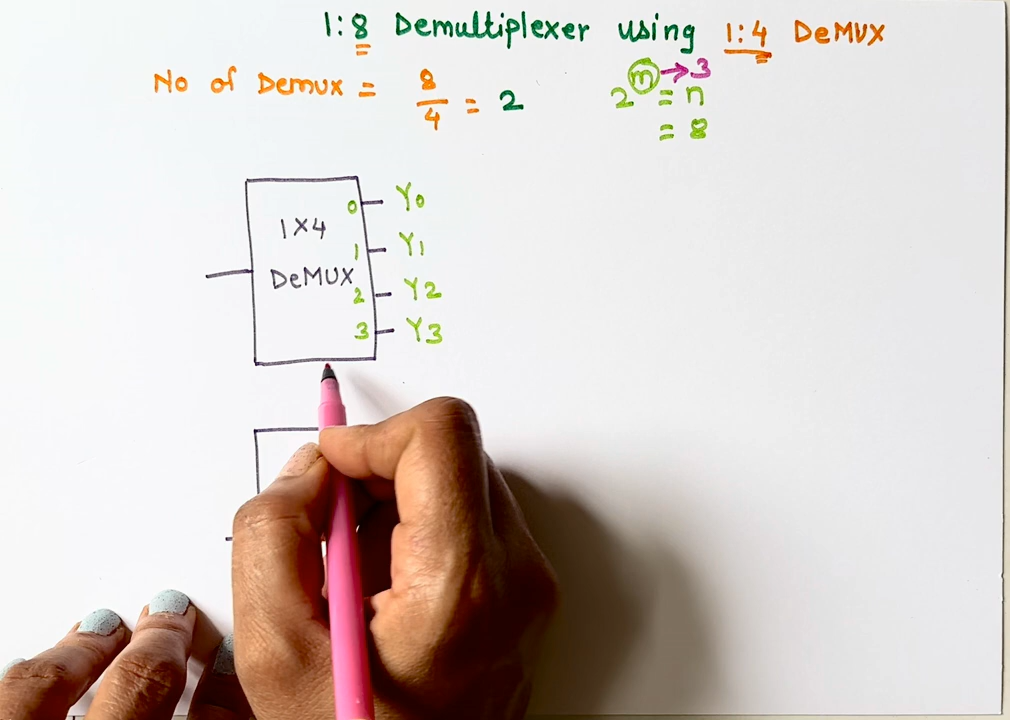 1:8 Demultiplexer using 1:4 DeMUX
No of Demux = 8/4 = 2
2^m → 3
= n
= 8
0 Y0
1X4
1 Y1
DeMUX
2 Y2
3 Y3